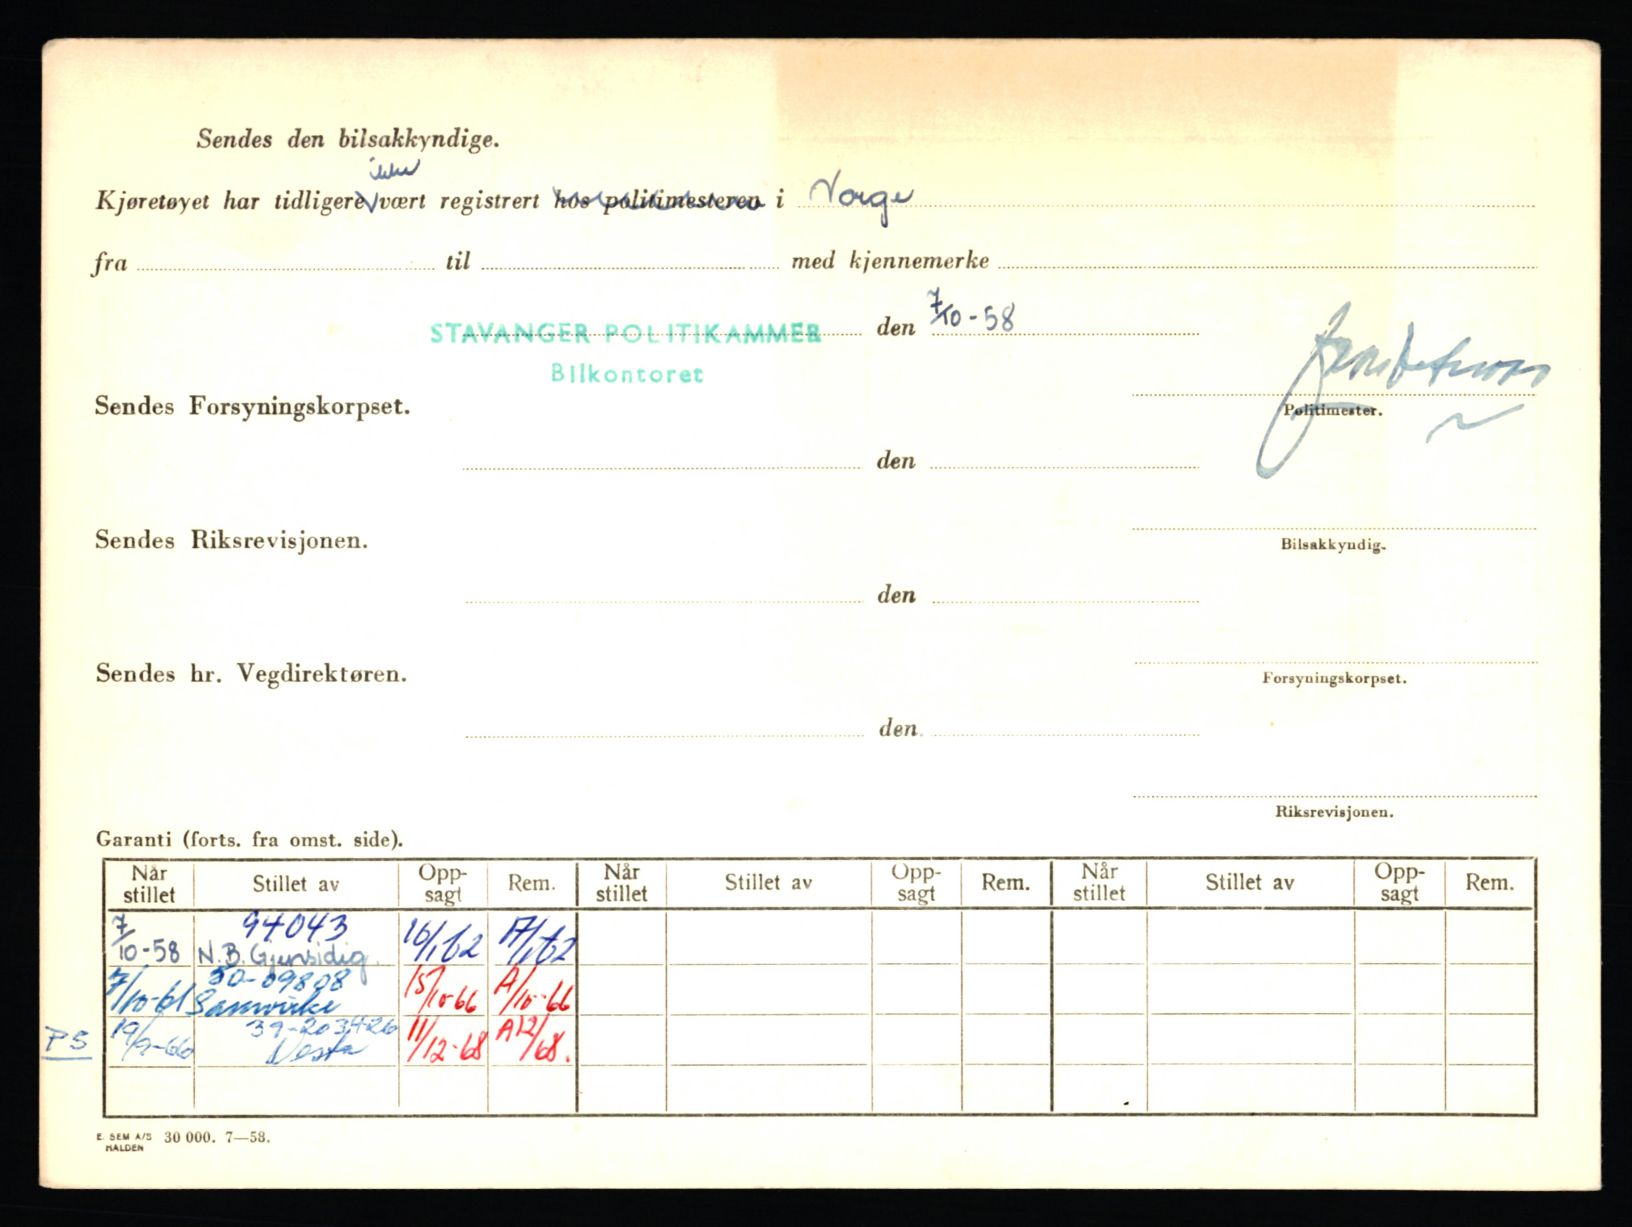 Sendes den bilsakkyndige.
ikke
Kjøretøyet har tidligere vært registrert hos politimesteren i Norge
fra til med kjennemerke
STAVANGER POLITIKAMMER den 7/10-58
Bilkontoret
Sendes Forsyningskorpset. Politimester.
den
Sendes Riksrevisjonen. Bilsakkyndig.
den
Sendes hr. Vegdirektøren. Forsyningskorpset.
den
Riksrevisjonen.
Garanti (forts. fra omst. side).
Når stillet Stillet av Opp-sagt Rem. Når stillet Stillet av Opp-sagt Rem. Når stillet Stillet av Opp-sagt Rem.
7/10-58 94043 N.B. Gjensidig 16/1 62 17/1 62
7/10-61 50-09808 Samvirke 15/10-66 A/10-66
PS 19/9-66 39-203426 Vesta 11/12-68 A12/68.
E. SEM A/S HALDEN 30 000. 7—58.